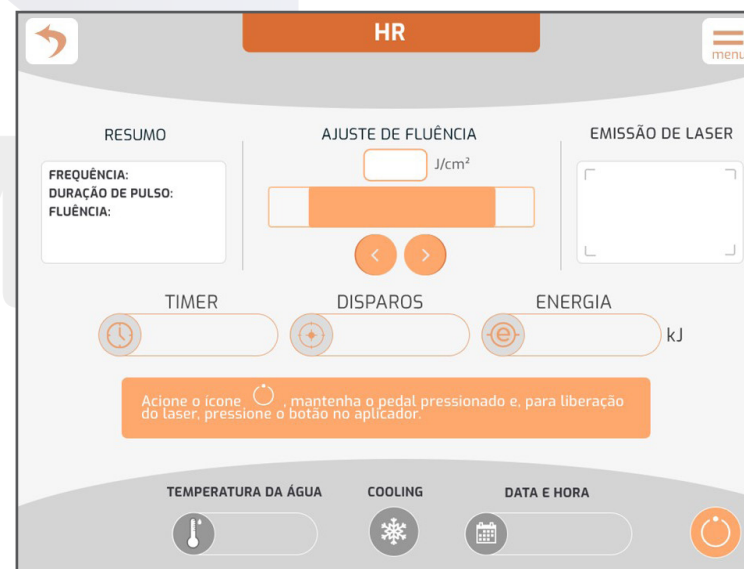 HR
menu
RESUMO
FREQUÊNCIA:
DURAÇÃO DE PULSO:
FLUÊNCIA:
AJUSTE DE FLUÊNCIA
J/cm²
EMISSÃO DE LASER
TIMER
DISPAROS
ENERGIA
e
kJ
Acione o ícone , mantenha o pedal pressionado e, para liberação
do laser, pressione o botão no aplicador.
TEMPERATURA DA ÁGUA
COOLING
DATA E HORA